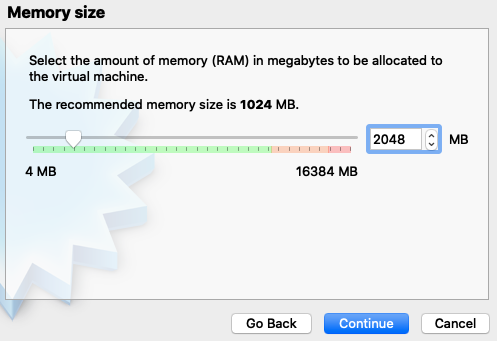 Memory size
Select the amount of memory (RAM) in megabytes to be allocated to
the virtual machine.
The recommended memory size is 1024 MB.
2048 MB
4 MB 16384 MB
Go Back Continue Cancel